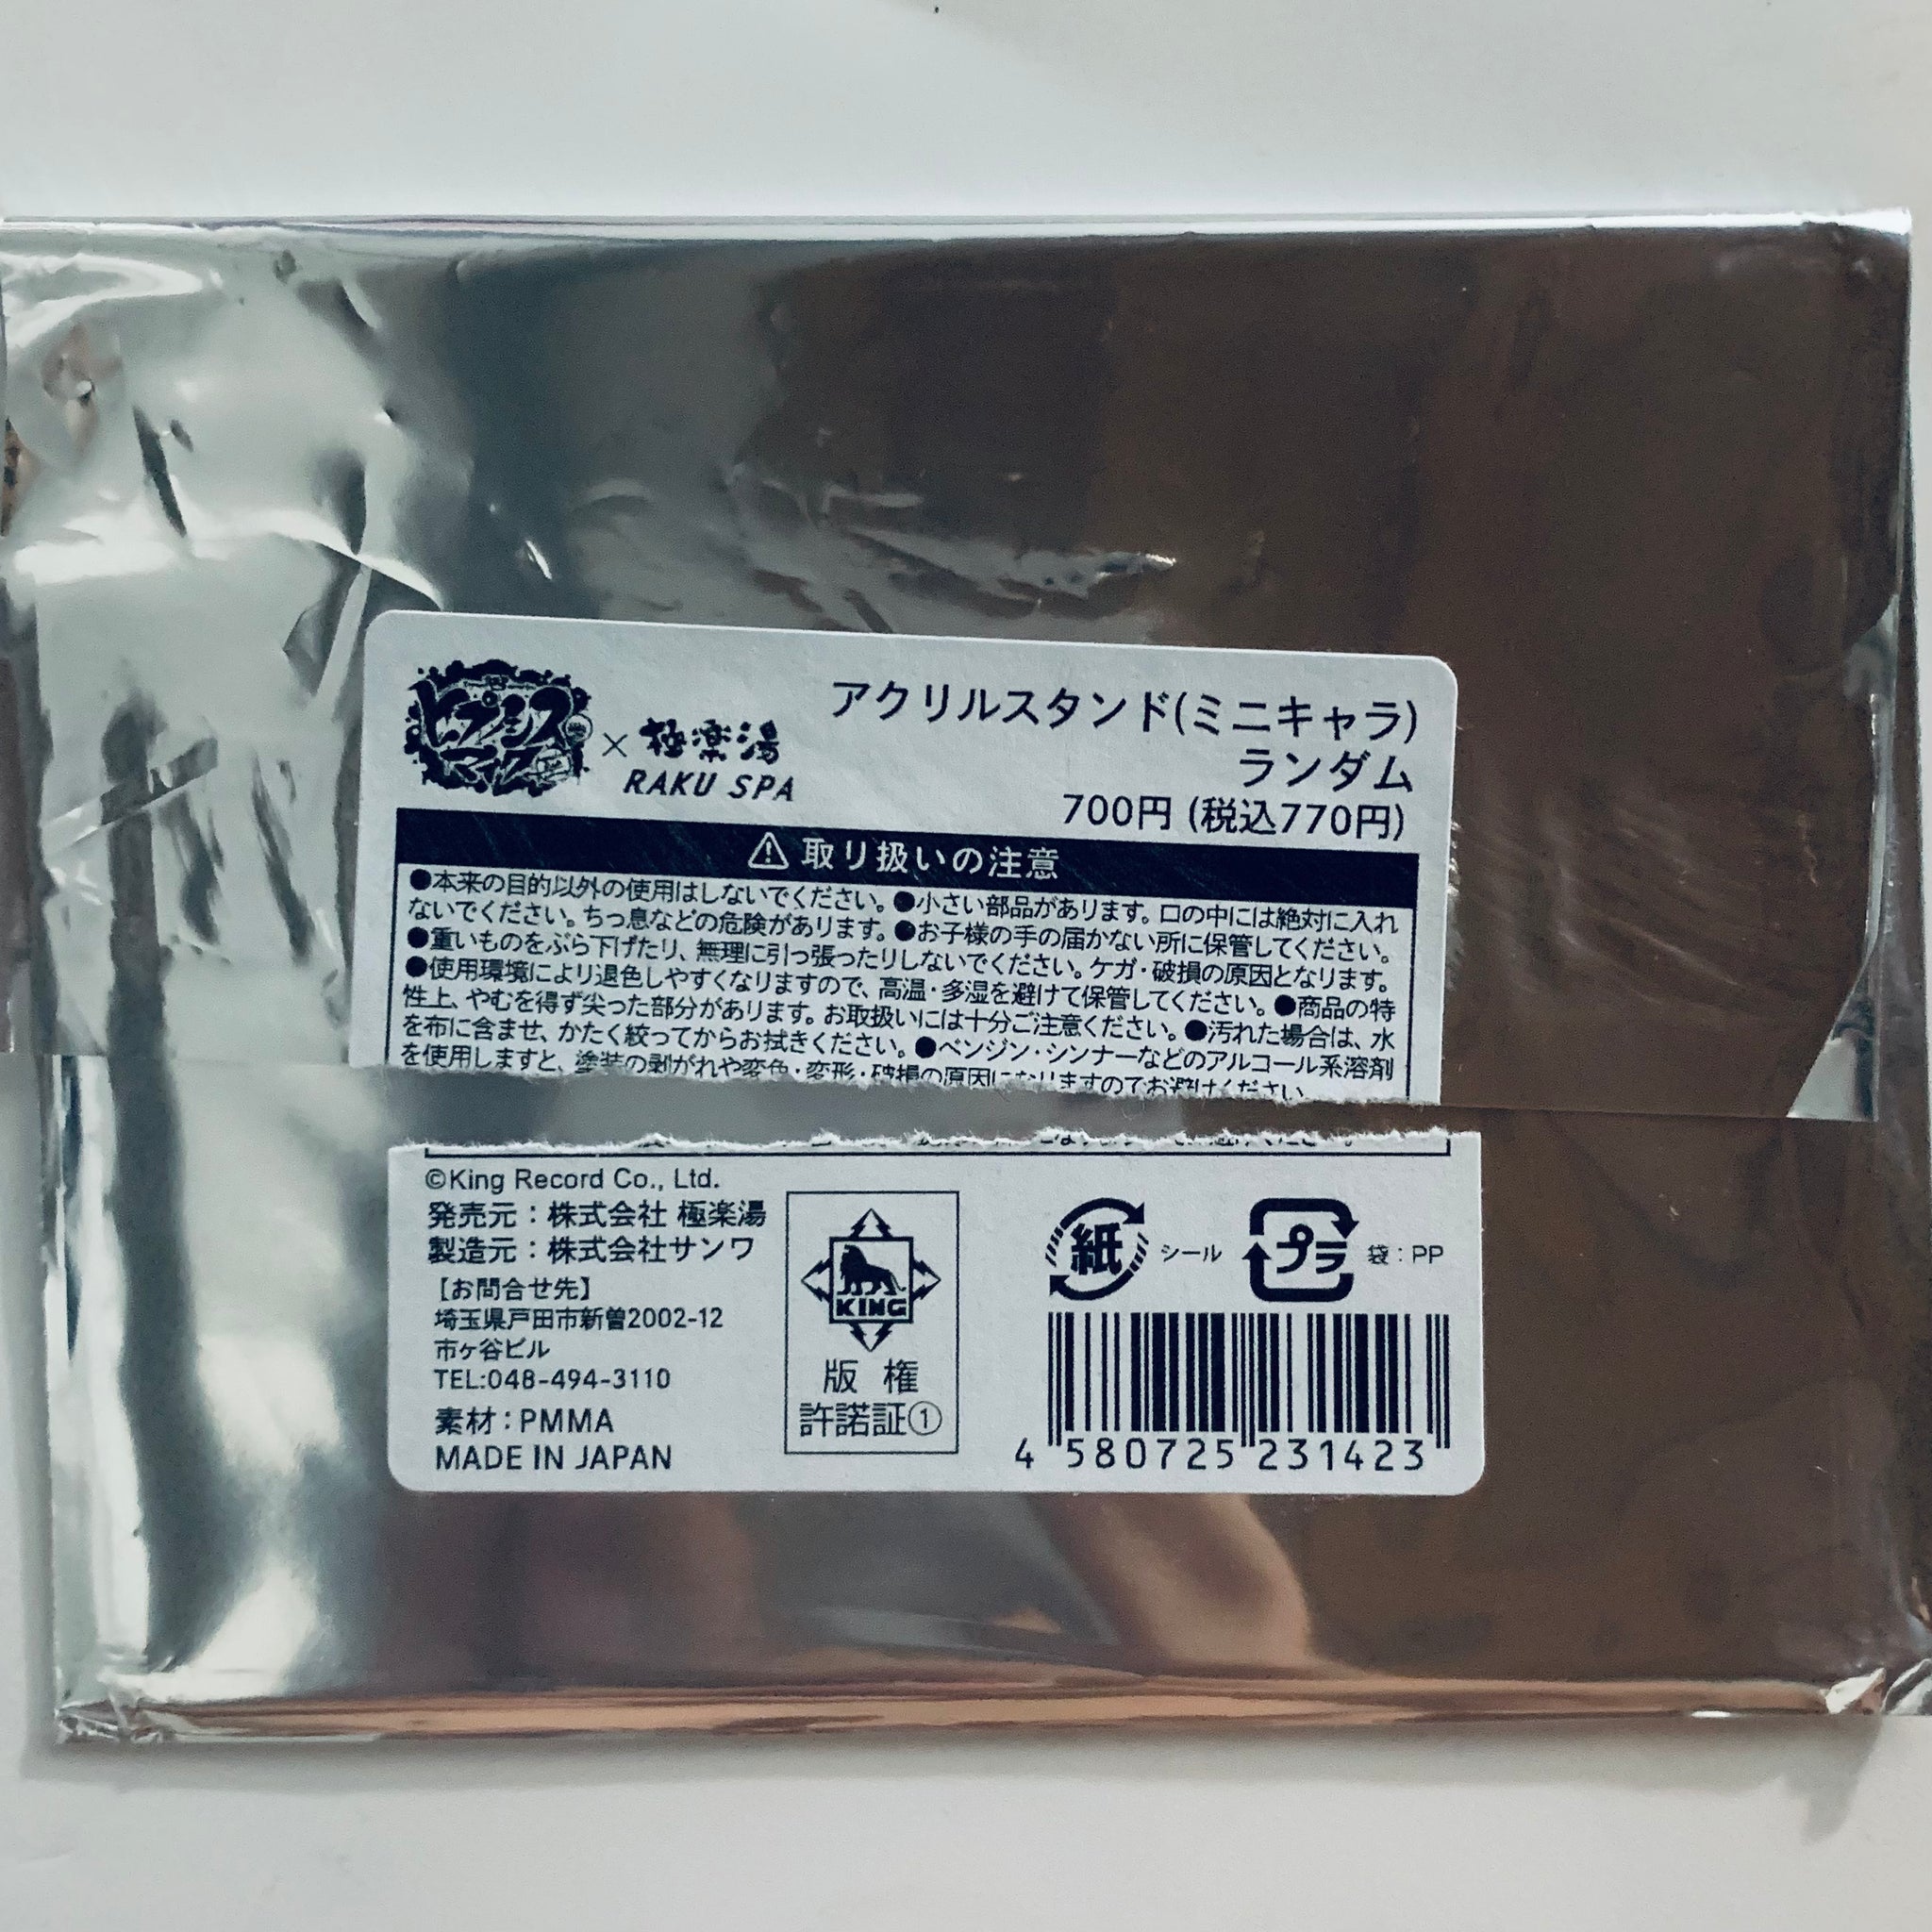 ヒプノシスマイク × 極楽湯 RAKU SPA
アクリルスタンド(ミニキャラ)
ランダム
700円 (税込770円)
⚠取り扱いの注意
●本来の目的以外の使用はしないでください。●小さい部品があります。口の中には絶対に入れ
ないでください。ちっ息などの危険があります。●お子様の手の届かない所に保管してください。
●重いものをぶら下げたり、無理に引っ張ったりしないでください。ケガ・破損の原因となります。
●使用環境により退色しやすくなりますので、高温・多湿を避けて保管してください。●商品の特
性上、やむを得ず尖った部分があります。お取扱いには十分ご注意ください。●汚れた場合は、水
を布に含ませ、かたく絞ってからお拭きください。●ベンジン・シンナーなどのアルコール系溶剤
を使用しますと、塗装の剥がれや変色・変形・破損の原因になりますのでお避けください。
©King Record Co., Ltd.
発売元：株式会社 極楽湯
製造元：株式会社サンワ
【お問合せ先】
埼玉県戸田市新曽2002-12
市ヶ谷ビル
TEL:048-494-3110
素材：PMMA
MADE IN JAPAN
KING
版権
許諾証①
紙 シール プラ 袋：PP
4 580725 231423